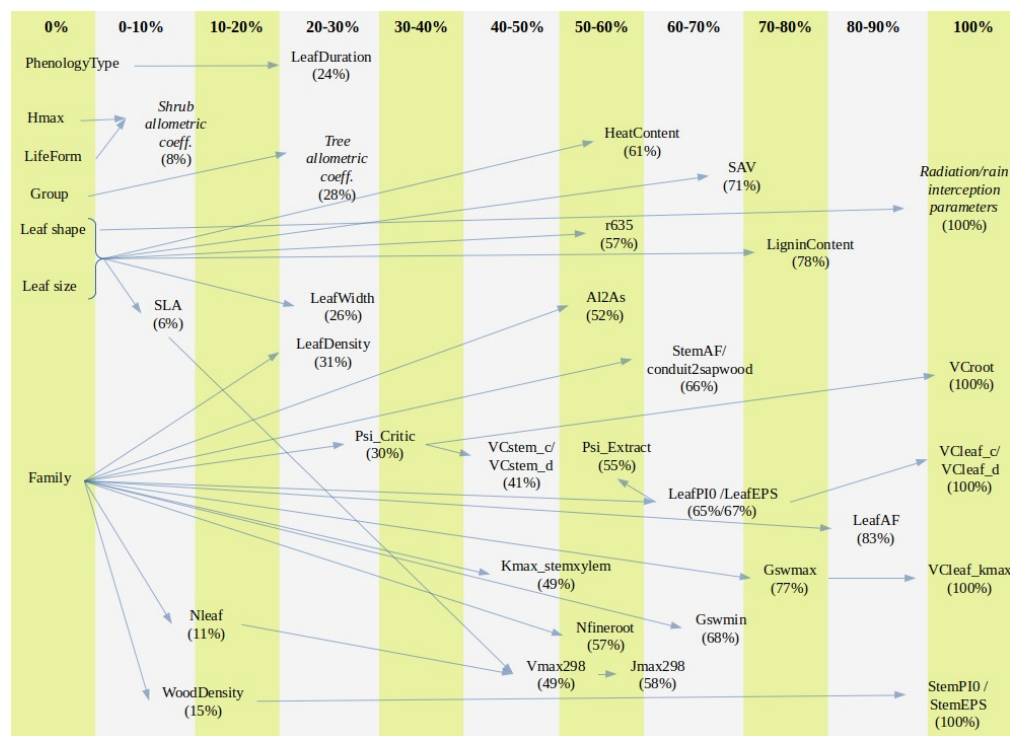 0% 0-10% 10-20% 20-30% 30-40% 40-50% 50-60% 60-70% 70-80% 80-90% 100%
PhenologyType
LeafDuration
(24%)
Hmax
LifeForm
Shrub
allometric
coeff.
(8%)
Group
Tree
allometric
coeff.
(28%)
HeatContent
(61%)
SAV
(71%)
Radiation/rain
interception
parameters
(100%)
Leaf shape
Leaf size
r635
(57%)
LigninContent
(78%)
SLA
(6%)
LeafWidth
(26%)
Al2As
(52%)
LeafDensity
(31%)
StemAF/
conduit2sapwood
(66%)
VCroot
(100%)
Family
Psi_Critic
(30%)
VCstem_c/
VCstem_d
(41%)
Psi_Extract
(55%)
LeafPI0 /LeafEPS
(65%/67%)
VCleaf_c/
VCleaf_d
(100%)
LeafAF
(83%)
Kmax_stemxylem
(49%)
Gswmax
(77%)
VCleaf_kmax
(100%)
Nleaf
(11%)
Nfineroot
(57%)
Gswmin
(68%)
Vmax298
(49%)
Jmax298
(58%)
WoodDensity
(15%)
StemPI0 /
StemEPS
(100%)